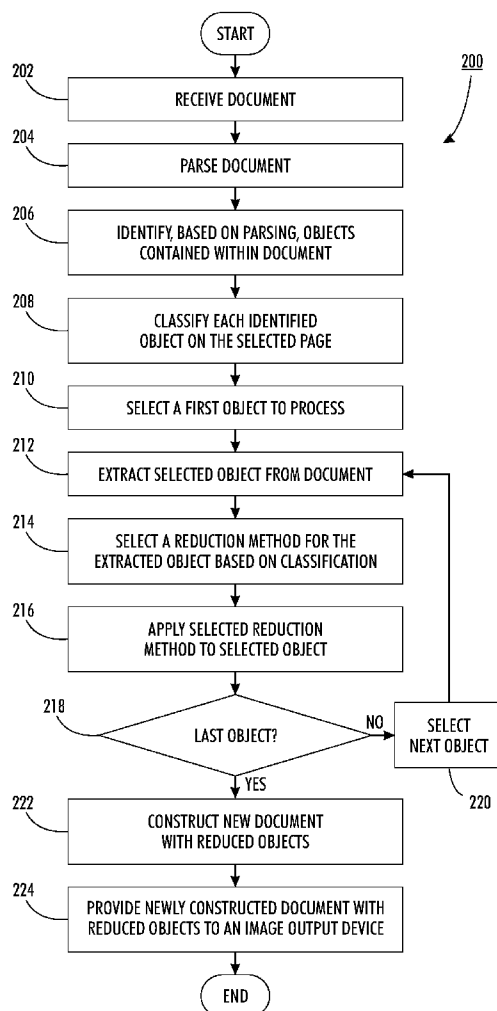 START
200
202
RECEIVE DOCUMENT
204
PARSE DOCUMENT
206
IDENTIFY, BASED ON PARSING, OBJECTS
CONTAINED WITHIN DOCUMENT
208
CLASSIFY EACH IDENTIFIED
OBJECT ON THE SELECTED PAGE
210
SELECT A FIRST OBJECT TO PROCESS
212
EXTRACT SELECTED OBJECT FROM DOCUMENT
214
SELECT A REDUCTION METHOD FOR THE
EXTRACTED OBJECT BASED ON CLASSIFICATION
216
APPLY SELECTED REDUCTION
METHOD TO SELECTED OBJECT
218
LAST OBJECT?
NO
SELECT
NEXT OBJECT
220
YES
222
CONSTRUCT NEW DOCUMENT
WITH REDUCED OBJECTS
224
PROVIDE NEWLY CONSTRUCTED DOCUMENT WITH
REDUCED OBJECTS TO AN IMAGE OUTPUT DEVICE
END